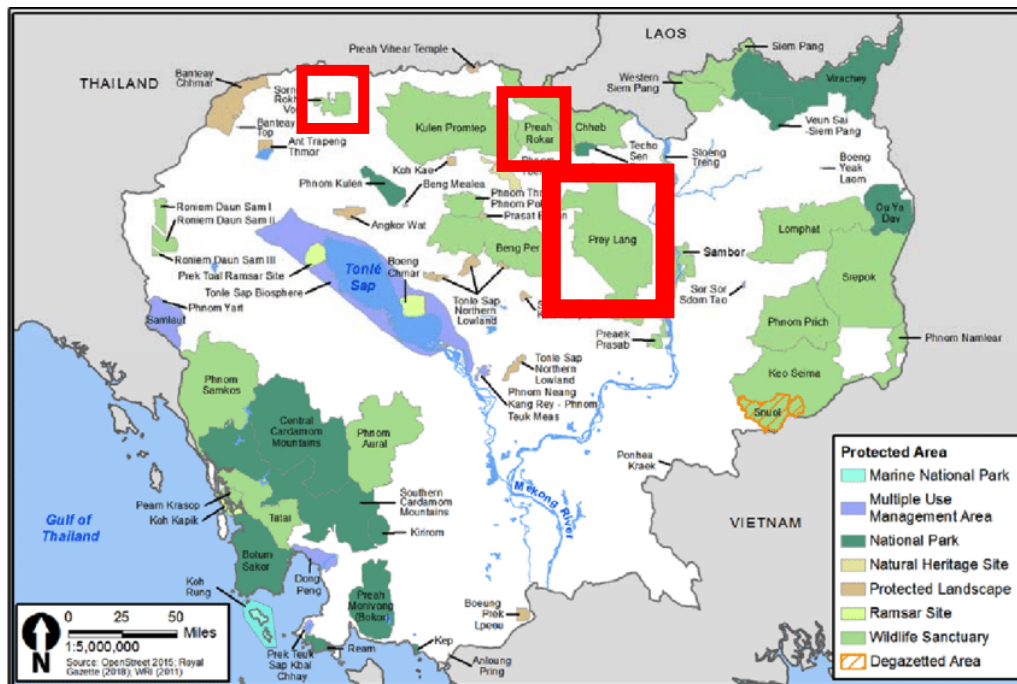 Preah Vihear Temple
LAOS
Siem Pang
THAILAND
Banteay
Chhmar
Western
Siem Pang
Virachey
Rokh
Kulen Promtep
Preah
Rokar
Chheb
Veun Sai
-Siem Pang
Banteay
Top
Ant Trapeng
Thmor
Techo
Sen
Stoeng
Treng
Boeng
Yeak
Laom
Koh Kae
Phnom Kulen
Beng Mealea
Phnom
Ou Ya
Dav
Roniem Daun Sam I
Roniem Daun Sam II
Angkor Wat
Prasat
Prey Lang
Lomphat
Roniem Daun Sam III
Beng Per
Sambor
Prek Toal Ramsar Site
Tonlé
Sap
Boeng
Chmar
Srepok
Tonle Sap Biosphere
Tonle Sap
Northern
Lowland
Sor Sor
Sdom Tao
Phnom Yart
Samlaut
Preaek
Prasab
Phnom Prich
Phnom Namlear
Phnom
Samkos
Tonle Sap
Northern
Lowland
Keo Seima
Phnom Neang
Kang Rey - Phnom
Teuk Meas
Snuol
Central
Cardamom
Mountains
Phnom
Aural
Ponhea
Kraek
Peam Krasop
Koh Kapik
Southern
Cardamom
Mountains
Mekong River
Gulf of
Thailand
Tatai
Kirirom
VIETNAM
Botum
Sakor
Dong
Peng
Koh
Rung
Preah
Monivong
(Bokor)
Boeung
Prek
Lpeou
Prek Teuk
Sap Kbal
Chhay
Ream
Kep
Anloung
Pring
0 25 50
Miles
1:5,000,000
N
Source: OpenStreet 2015; Royal
Gazette (2018); WRI (2011)
Protected Area
Marine National Park
Multiple Use
Management Area
National Park
Natural Heritage Site
Protected Landscape
Ramsar Site
Wildlife Sanctuary
Degazetted Area